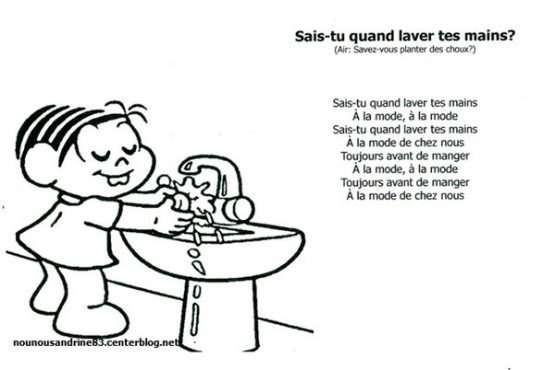 Sais-tu quand laver tes mains?
(Air: Savez-vous planter des choux?)
Sais-tu quand laver tes mains
À la mode, à la mode
Sais-tu quand laver tes mains
À la mode de chez nous
Toujours avant de manger
À la mode, à la mode
Toujours avant de manger
À la mode de chez nous
nounousandrine83.centerblog.net